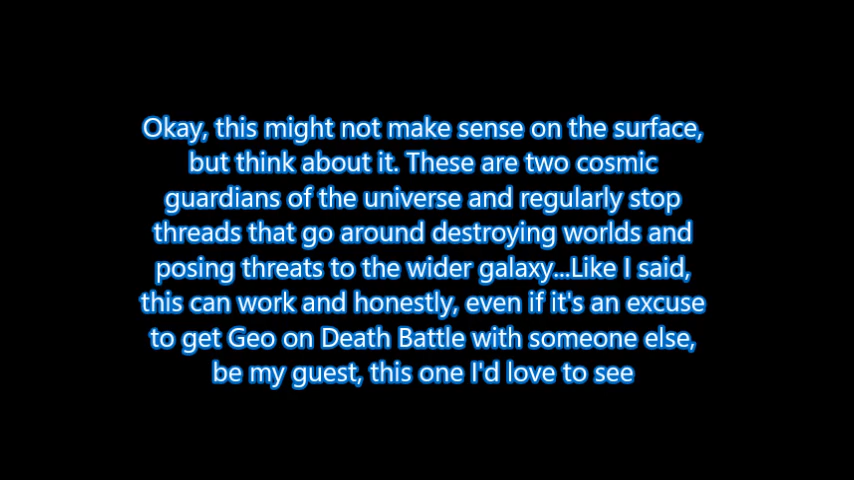 Okay, this might not make sense on the surface,
but think about it. These are two cosmic
guardians of the universe and regularly stop
threads that go around destroying worlds and
posing threats to the wider galaxy...Like I said,
this can work and honestly, even if it's an excuse
to get Geo on Death Battle with someone else,
be my guest, this one I'd love to see